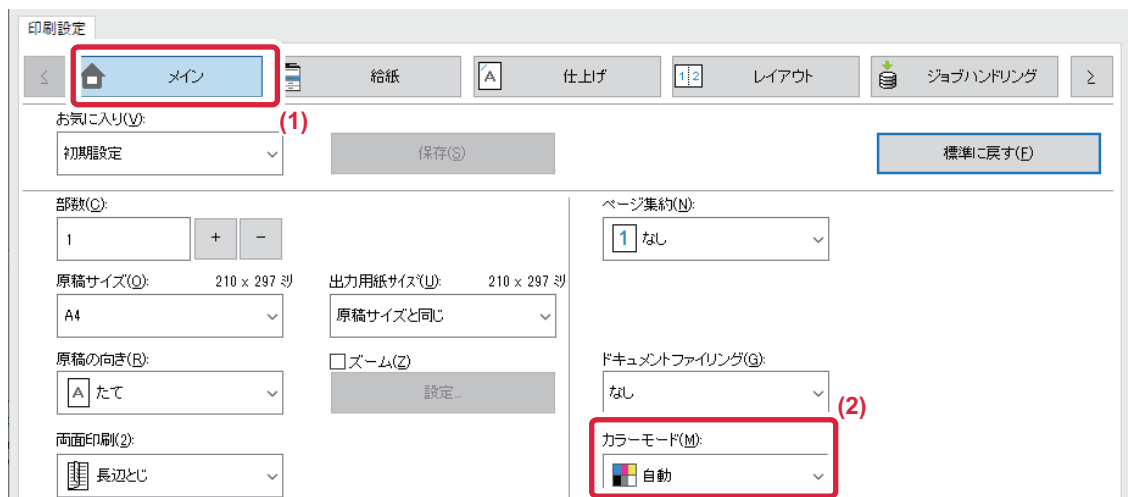 印刷設定
< メイン 給紙 仕上げ レイアウト ジョブハンドリング >
(1)
お気に入り(V):
初期設定 保存(S) 標準に戻す(F)
部数(C): ページ集約(N):
1 + - 1 なし
原稿サイズ(O): 210 x 297 ミリ 出力用紙サイズ(U): 210 x 297 ミリ
A4 原稿サイズと同じ
原稿の向き(R): ズーム(Z) ドキュメントファイリング(G):
A たて 設定... なし
(2)
両面印刷(2): カラーモード(M):
長辺とじ 自動